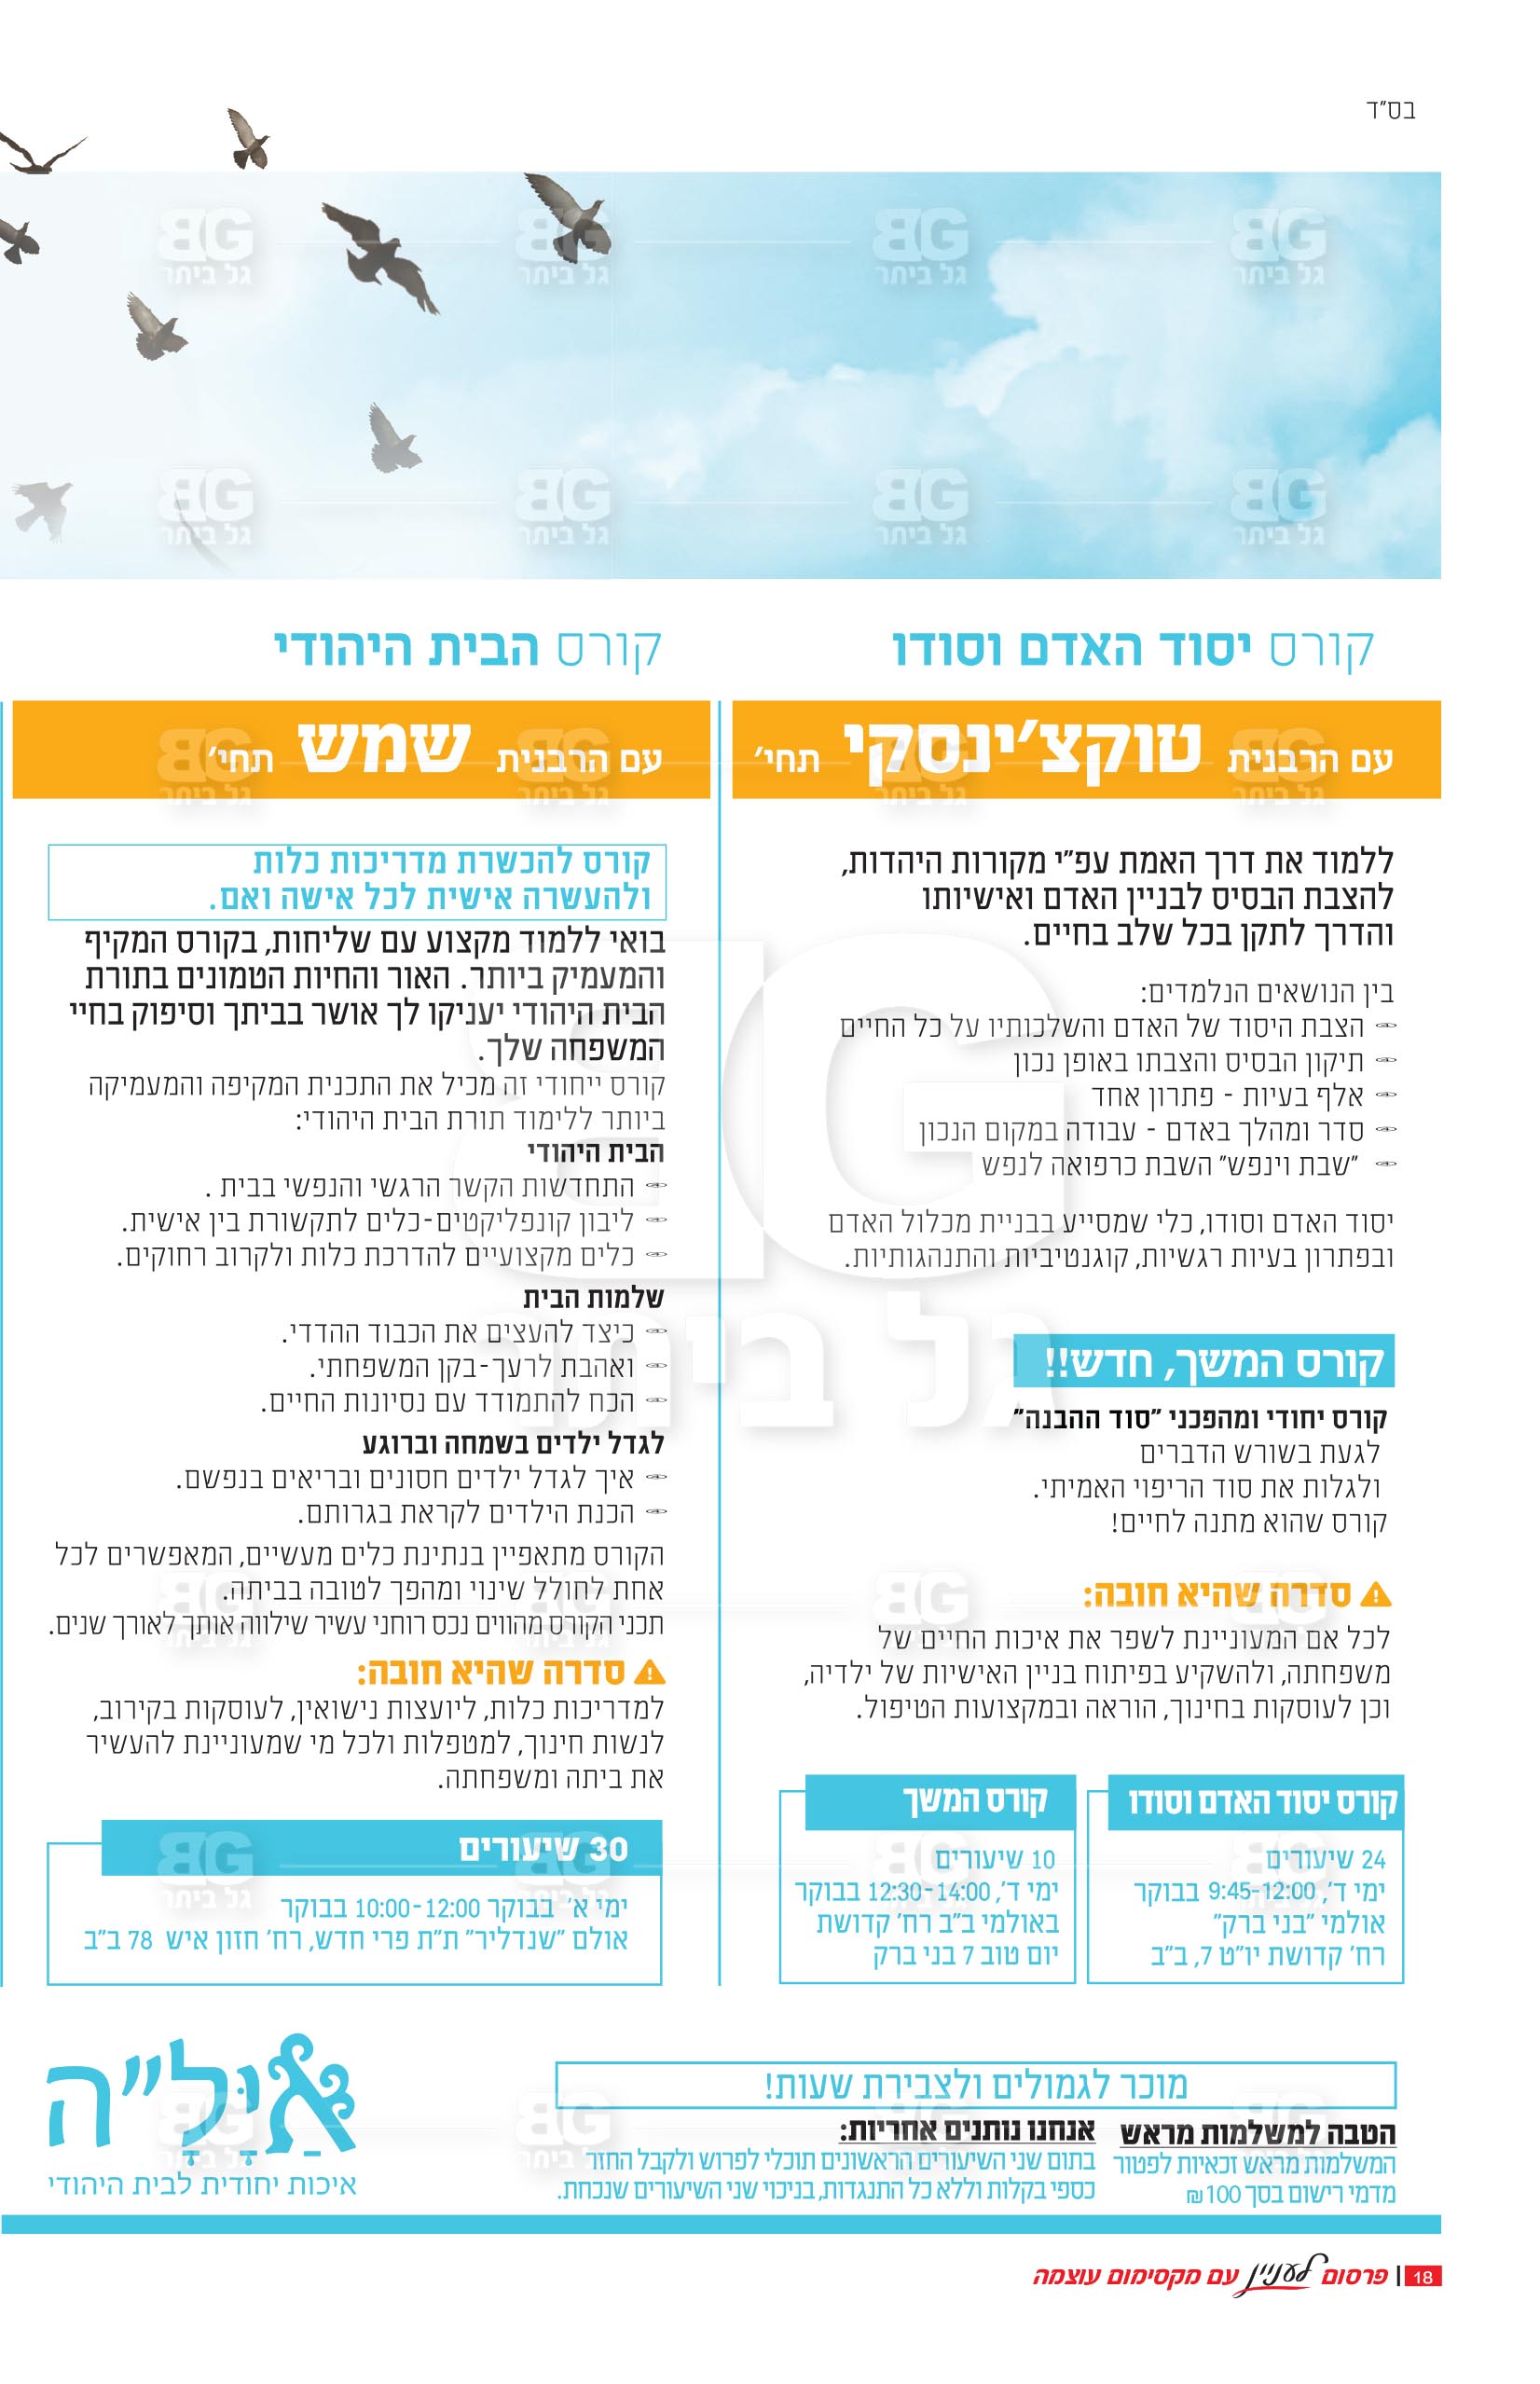 בס"ד
קורס יסוד האדם וסודו
עם הרבנית טוקצ'ינסקי תחי'
ללמוד את דרך האמת עפ"י מקורות היהדות,
להצבת הבסיס לבניין האדם ואישיותו
והדרך לתקן בכל שלב בחיים.
בין הנושאים הנלמדים:
הצבת היסוד של האדם והשלכותיו על כל החיים
תיקון הבסיס והצבתו באופן נכון
אלף בעיות - פתרון אחד
סדר ומהלך באדם - עבודה במקום הנכון
"שבת וינפש" השבת כרפואה לנפש
יסוד האדם וסודו, כלי שמסייע בבניית מכלול האדם
ובפתרון בעיות רגשיות, קוגנטיביות והתנהגותיות.
קורס המשך, חדש!!
קורס יחודי ומהפכני "סוד ההבנה"
לגעת בשורש הדברים
ולגלות את סוד הריפוי האמיתי.
קורס שהוא מתנה לחיים!
סדרה שהיא חובה:
לכל אם המעוניינת לשפר את איכות החיים של
משפחתה, ולהשקיע בפיתוח בניין האישיות של ילדיה,
וכן לעוסקות בחינוך, הוראה ובמקצועות הטיפול.
קורס יסוד האדם וסודו
24 שיעורים
ימי ד', 9:45-12:00 בבוקר
אולמי "בני ברק"
רח' קדושת יו"ט 7, ב"ב
קורס המשך
10 שיעורים
ימי ד', 12:30-14:00 בבוקר
באולמי ב"ב רח' קדושת
יום טוב 7 בני ברק
קורס הבית היהודי
עם הרבנית שמש תחי'
קורס להכשרת מדריכות כלות
ולהעשרה אישית לכל אישה ואם.
בואי ללמוד מקצוע עם שליחות, בקורס המקיף
והמעמיק ביותר. האור והחיות הטמונים בתורת
הבית היהודי יעניקו לך אושר בביתך וסיפוק בחיי
המשפחה שלך.
קורס ייחודי זה מכיל את התכנית המקיפה והמעמיקה
ביותר ללימוד תורת הבית היהודי:
הבית היהודי
התחדשות הקשר הרגשי והנפשי בבית .
ליבון קונפליקטים-כלים לתקשורת בין אישית.
כלים מקצועיים להדרכת כלות ולקרוב רחוקים.
שלמות הבית
כיצד להעצים את הכבוד ההדדי.
ואהבת לרעך-בקן המשפחתי.
הכח להתמודד עם נסיונות החיים.
לגדל ילדים בשמחה וברוגע
איך לגדל ילדים חסונים ובריאים בנפשם.
הכנת הילדים לקראת בגרותם.
הקורס מתאפיין בנתינת כלים מעשיים, המאפשרים לכל
אחת לחולל שינוי ומהפך לטובה בביתה.
תכני הקורס מהווים נכס רוחני עשיר שילווה אותך לאורך שנים.
סדרה שהיא חובה:
למדריכות כלות, ליועצות נישואין, לעוסקות בקירוב,
לנשות חינוך, למטפלות ולכל מי שמעוניינת להעשיר
את ביתה ומשפחתה.
30 שיעורים
ימי א' בבוקר 10:00-12:00 בבוקר
אולם "שנדליר" ת"ת פרי חדש, רח' חזון איש 78 ב"ב
מוכר לגמולים ולצבירת שעות!
הטבה למשלמות מראש
המשלמות מראש זכאיות לפטור
מדמי רישום בסך 100₪
אנחנו נותנים אחריות:
בתום שני השיעורים הראשונים תוכלי לפרוש ולקבל החזר
כספי בקלות וללא כל התנגדות, בניכוי שני השיעורים שנכחת.
אַיָּלָ"ה
איכות יחודית לבית היהודי
18 | פרסום לעניין עם מקסימום עוצמה
BG
גל ביתר